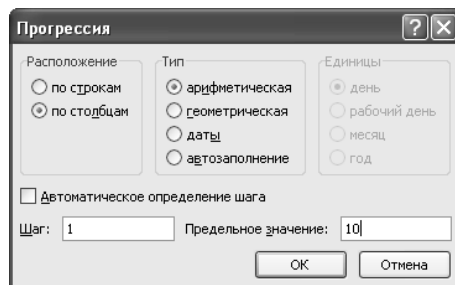 Прогрессия
Расположение
по строкам
по столбцам
Тип
арифметическая
геометрическая
даты
автозаполнение
Единицы
день
рабочий день
месяц
год
Автоматическое определение шага
Шаг: 1 Предельное значение: 10
ОК Отмена